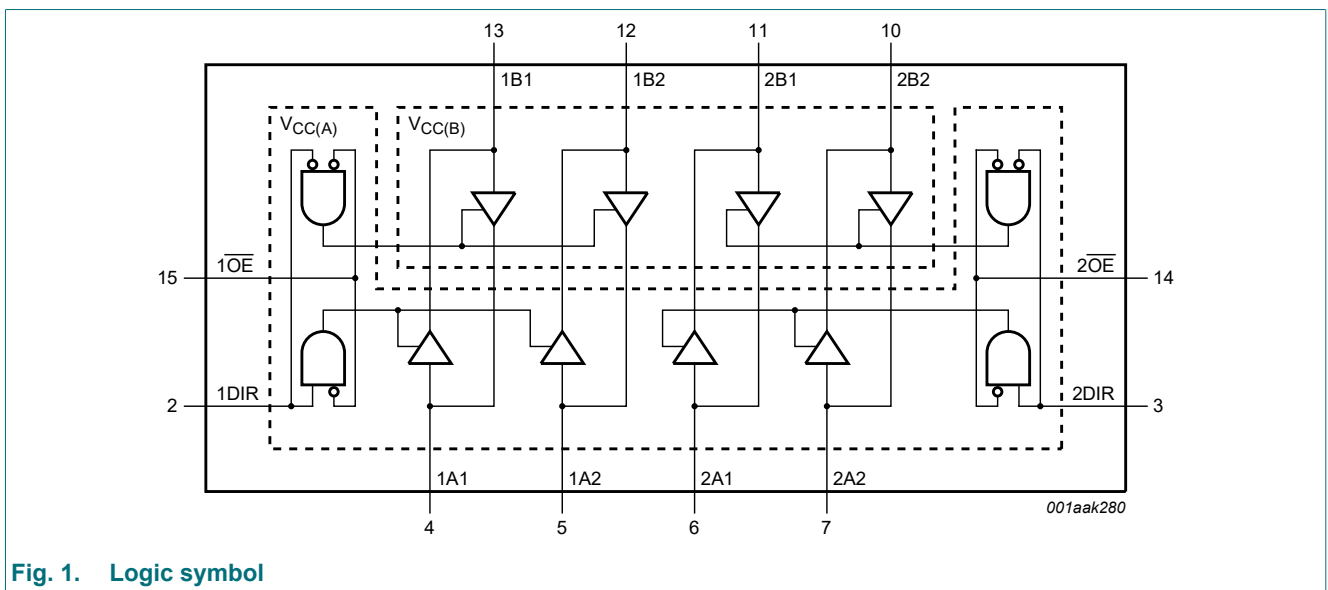 13 12 11 10
1B1 1B2 2B1 2B2
VCC(A) VCC(B)
15 1OE 2OE 14
2 1DIR 2DIR 3
1A1 1A2 2A1 2A2
4 5 6 7
001aak280
Fig. 1. Logic symbol